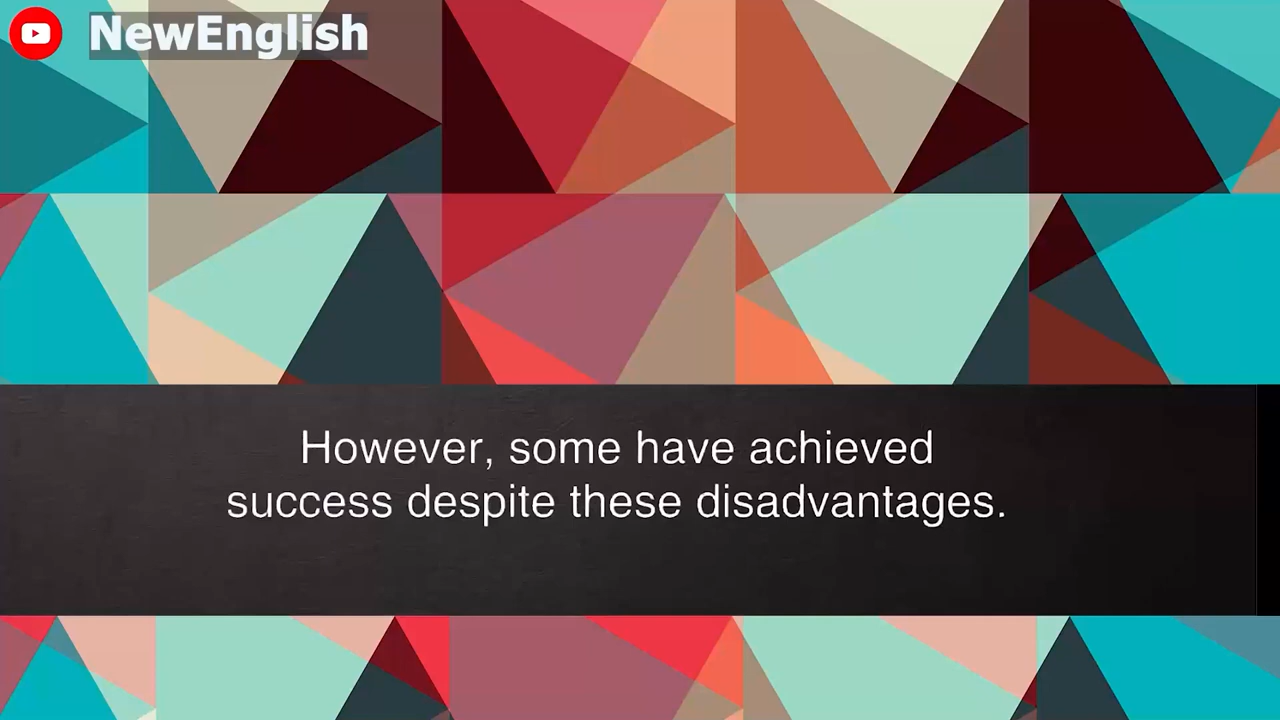 NewEnglish
However, some have achieved
success despite these disadvantages.